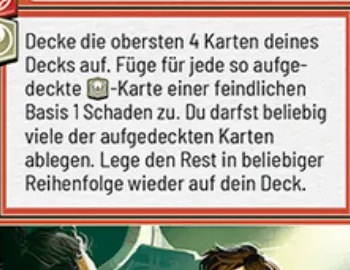 Decke die obersten 4 Karten deines
Decks auf. Füge für jede so aufge-
deckte -Karte einer feindlichen
Basis 1 Schaden zu. Du darfst beliebig
viele der aufgedeckten Karten
ablegen. Lege den Rest in beliebiger
Reihenfolge wieder auf dein Deck.